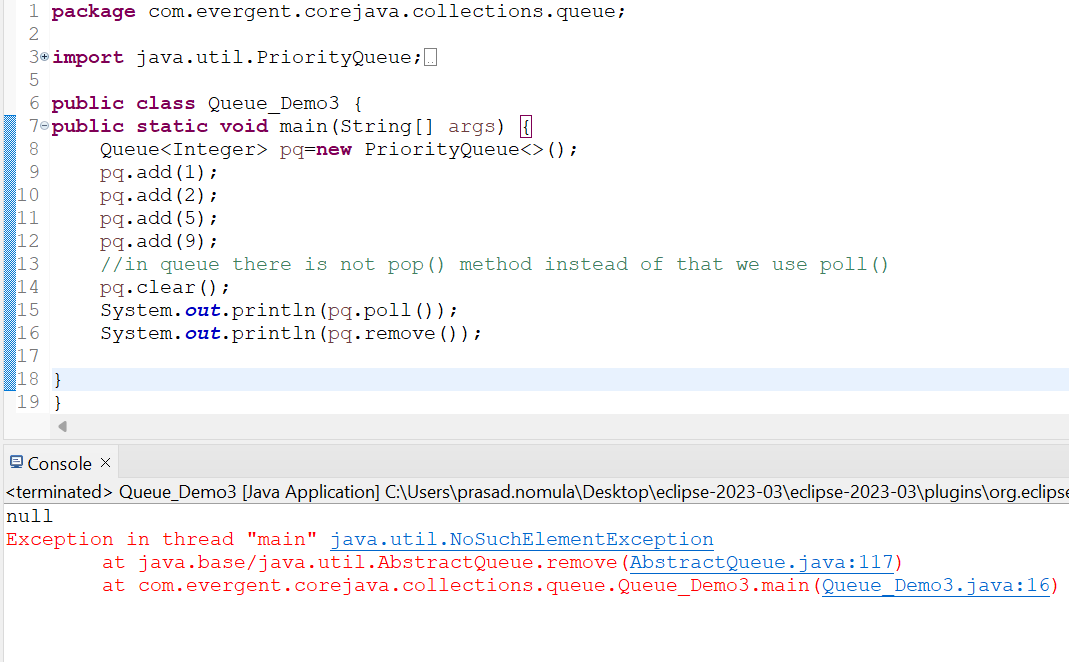 1 package com.evergent.corejava.collections.queue;
2
3 import java.util.PriorityQueue;
5
6 public class Queue_Demo3 {
7 public static void main(String[] args) {
8 Queue<Integer> pq=new PriorityQueue<>();
9 pq.add(1);
10 pq.add(2);
11 pq.add(5);
12 pq.add(9);
13 //in queue there is not pop() method instead of that we use poll()
14 pq.clear();
15 System.out.println(pq.poll());
16 System.out.println(pq.remove());
17
18 }
19 }
Console
<terminated> Queue_Demo3 [Java Application] C:\Users\prasad.nomula\Desktop\eclipse-2023-03\eclipse-2023-03\plugins\org.eclipse
null
Exception in thread "main" java.util.NoSuchElementException
at java.base/java.util.AbstractQueue.remove(AbstractQueue.java:117)
at com.evergent.corejava.collections.queue.Queue_Demo3.main(Queue_Demo3.java:16)